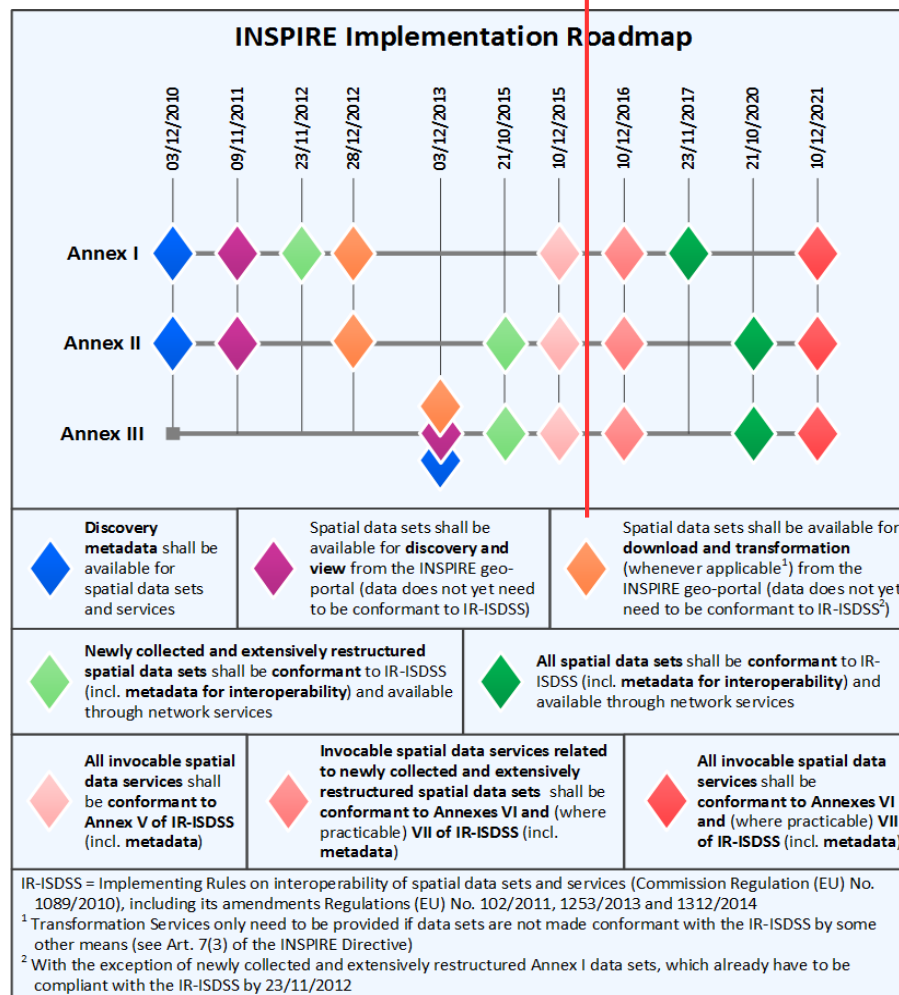 INSPIRE Implementation Roadmap
03/12/2010
09/11/2011
23/11/2012
28/12/2012
03/12/2013
21/10/2015
10/12/2015
10/12/2016
23/11/2017
21/10/2020
10/12/2021
Annex I
Annex II
Annex III
Discovery
metadata shall be
available for
spatial data sets
and services
Spatial data sets shall be
available for discovery and
view from the INSPIRE geo-
portal (data does not yet need
to be conformant to IR-ISDSS)
Spatial data sets shall be available for
download and transformation
(whenever applicable¹) from the
INSPIRE geo-portal (data does not yet
need to be conformant to IR-ISDSS²)
Newly collected and extensively restructured
spatial data sets shall be conformant to IR-ISDSS
(incl. metadata for interoperability) and available
through network services
All spatial data sets shall be conformant to IR-
ISDSS (incl. metadata for interoperability) and
available through network services
All invocable spatial
data services shall
be conformant to
Annex V of IR-ISDSS
(incl. metadata)
Invocable spatial data services related
to newly collected and extensively
restructured spatial data sets shall be
conformant to Annexes VI and (where
practicable) VII of IR-ISDSS (incl.
metadata)
All invocable spatial data
services shall be
conformant to Annexes VI
and (where practicable) VII
of IR-ISDSS (incl. metadata)
IR-ISDSS = Implementing Rules on interoperability of spatial data sets and services (Commission Regulation (EU) No.
1089/2010), including its amendments Regulations (EU) No. 102/2011, 1253/2013 and 1312/2014
¹ Transformation Services only need to be provided if data sets are not made conformant with the IR-ISDSS by some
other means (see Art. 7(3) of the INSPIRE Directive)
² With the exception of newly collected and extensively restructured Annex I data sets, which already have to be
compliant with the IR-ISDSS by 23/11/2012